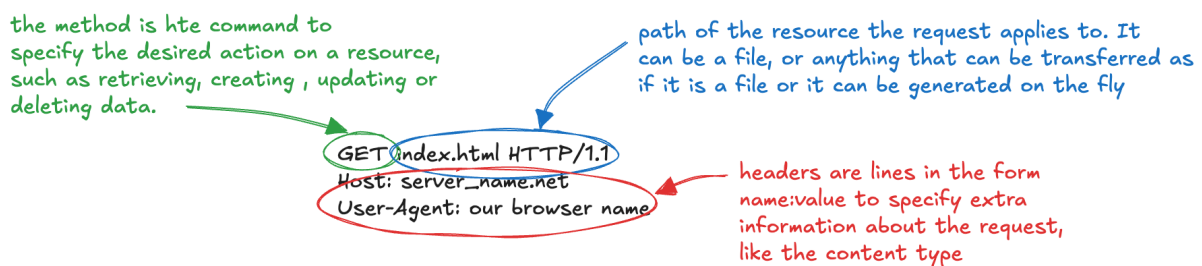 the method is hte command to
specify the desired action on a resource,
such as retrieving, creating , updating or
deleting data.
path of the resource the request applies to. It
can be a file, or anything that can be transferred as
if it is a file or it can be generated on the fly
GET index.html HTTP/1.1
Host: server_name.net
User-Agent: our browser name
headers are lines in the form
name:value to specify extra
information about the request,
like the content type